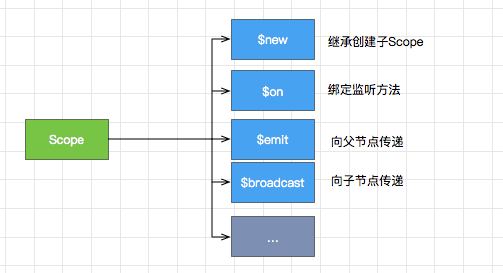 $new
继承创建子Scope
$on
绑定监听方法
Scope
$emit
向父节点传递
$broadcast
向子节点传递
...